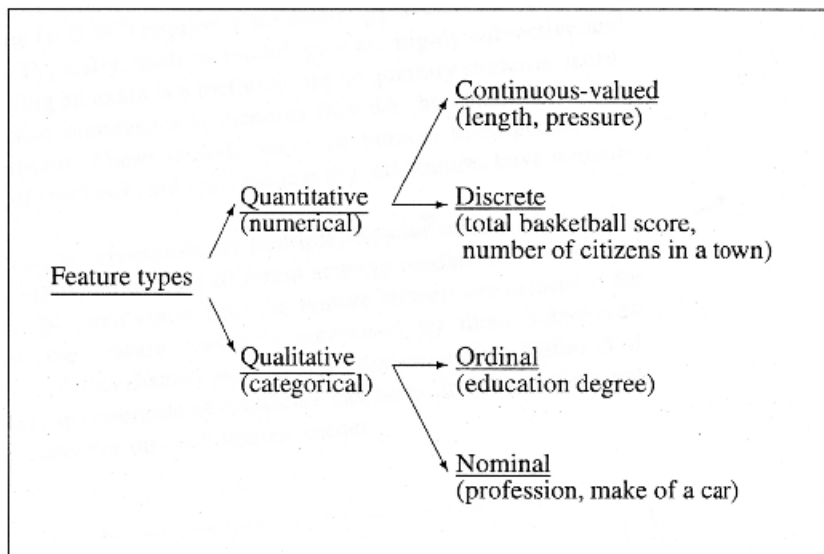 Continuous-valued
(length, pressure)
Quantitative
(numerical)
Discrete
(total basketball score,
number of citizens in a town)
Feature types
Qualitative
(categorical)
Ordinal
(education degree)
Nominal
(profession, make of a car)